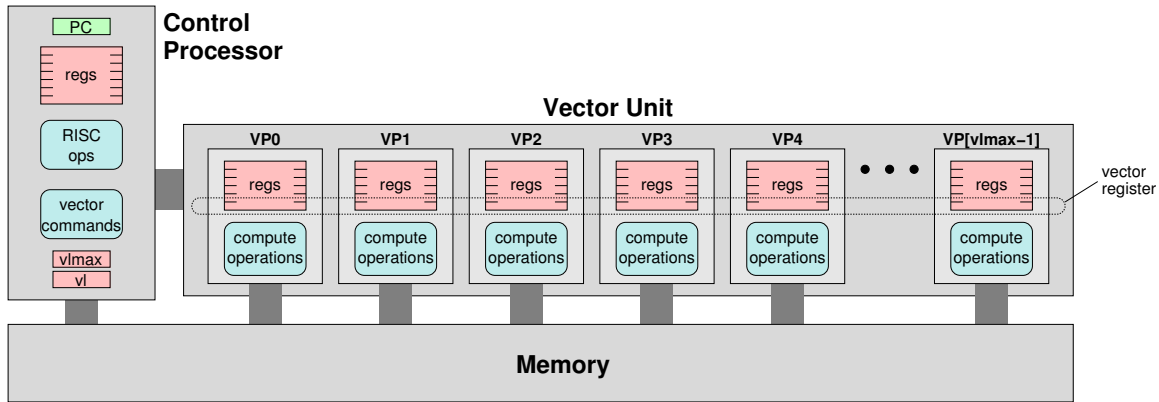 PC
Control
Processor
regs
RISC
ops
vector
commands
vlmax
vl
Vector Unit
VP0
VP1
VP2
VP3
VP4
VP[vlmax−1]
regs
regs
regs
regs
regs
• • •
regs
vector
register
compute
operations
compute
operations
compute
operations
compute
operations
compute
operations
compute
operations
Memory